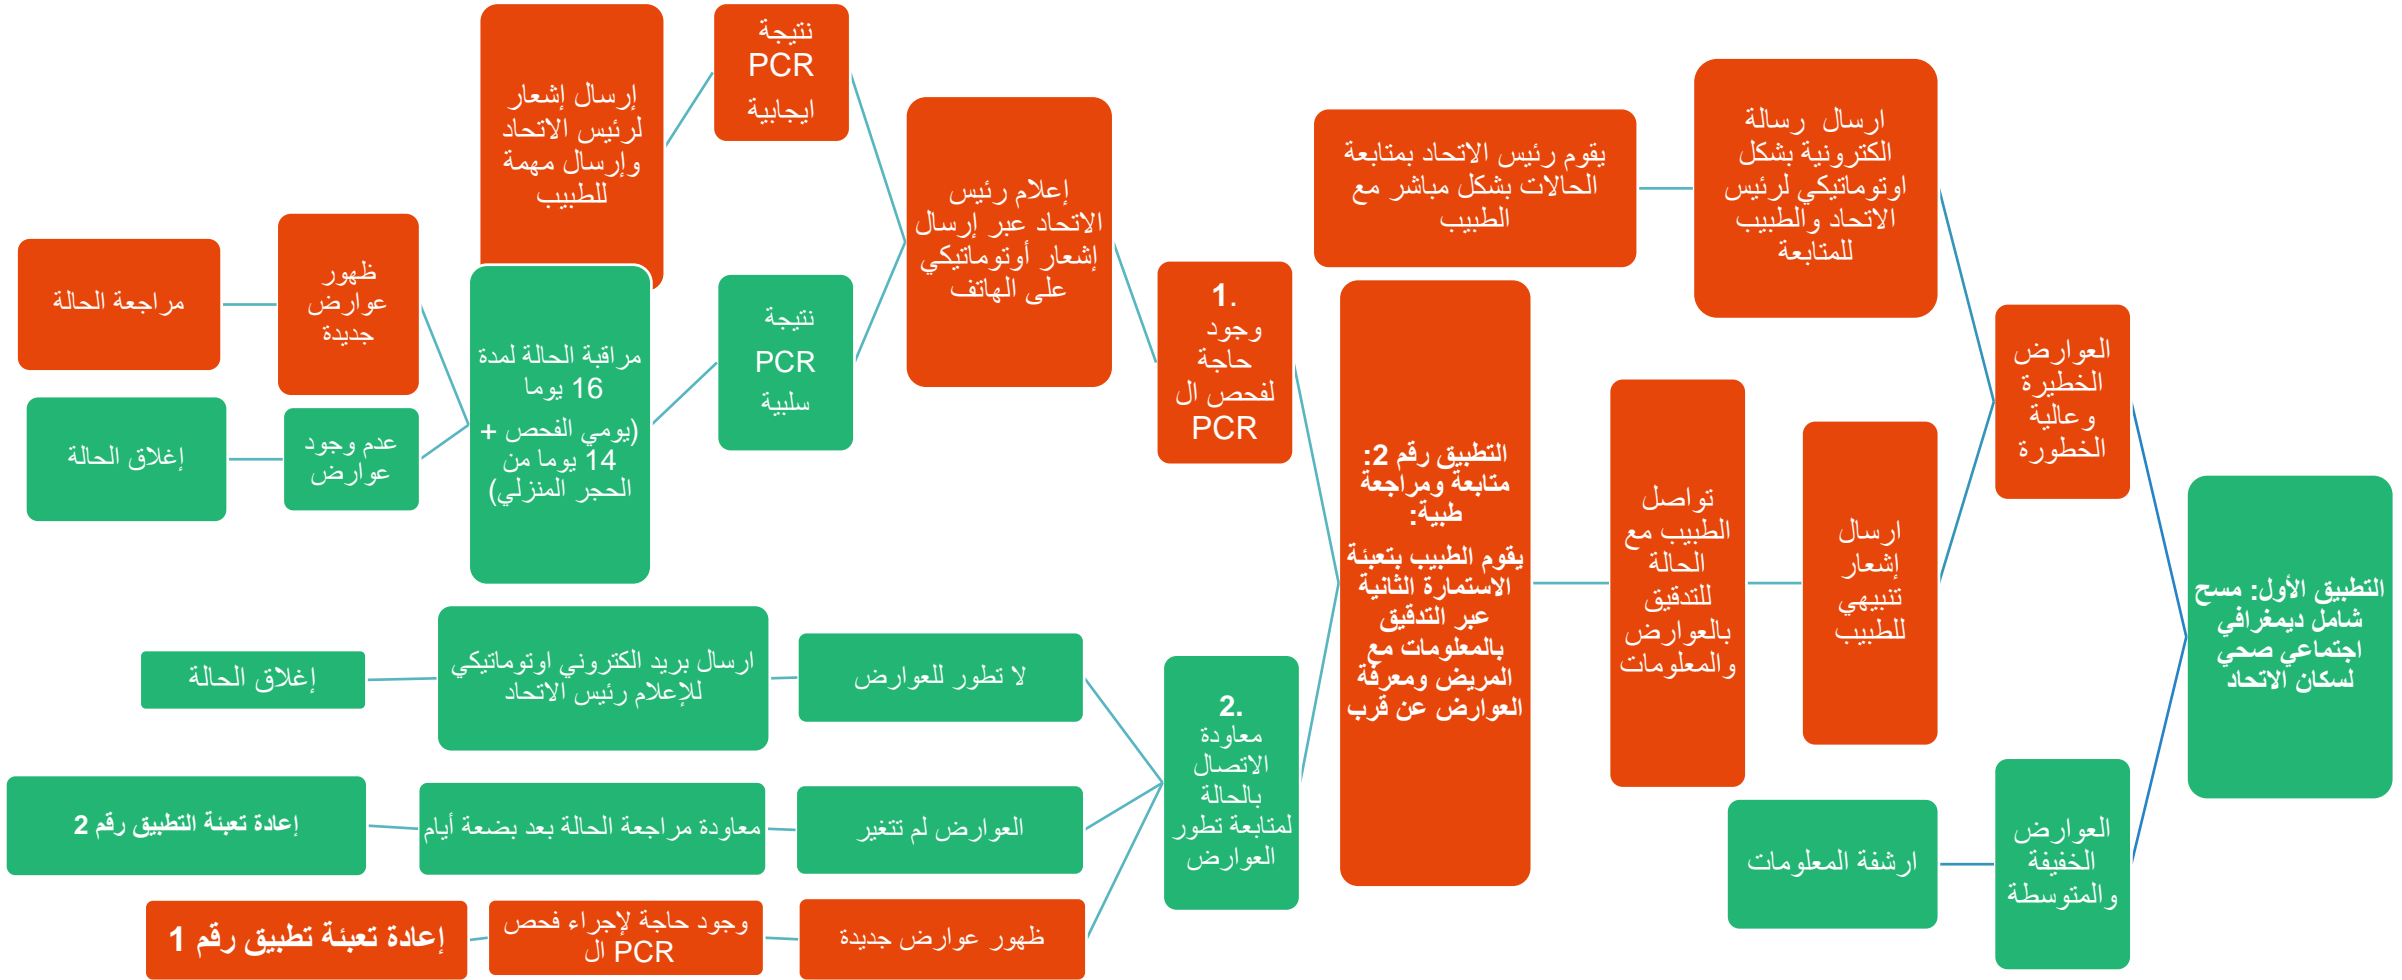 التطبيق الأول: مسح
شامل ديمغرافي
اجتماعي صحي
لسكان الاتحاد
العوارض
الخطيرة
وعالية
الخطورة
ارسال رسالة
الكترونية بشكل
اوتوماتيكي لرئيس
الاتحاد والطبيب
للمتابعة
يقوم رئيس الاتحاد بمتابعة
الحالات بشكل مباشر مع
الطبيب
ارسال
إشعار
تنبيهي
للطبيب
تواصل
الطبيب مع
الحالة
للتدقيق
بالعوارض
والمعلومات
التطبيق رقم 2:
متابعة ومراجعة
طبية:
يقوم الطبيب بتعبئة
الاستمارة الثانية
عبر التدقيق
بالمعلومات مع
المريض ومعرفة
العوارض عن قرب
1.
وجود
حاجة
لفحص ال
PCR
إعلام رئيس
الاتحاد عبر إرسال
إشعار أوتوماتيكي
على الهاتف
نتيجة
PCR
ايجابية
إرسال إشعار
لرئيس الاتحاد
وإرسال مهمة
للطبيب
نتيجة
PCR
سلبية
مراقبة الحالة لمدة
16 يوما
(يومي الفحص +
14 يوما من
الحجر المنزلي)
ظهور
عوارض
جديدة
مراجعة الحالة
عدم وجود
عوارض
إغلاق الحالة
2.
معاودة
الاتصال
بالحالة
لمتابعة تطور
العوارض
لا تطور للعوارض
ارسال بريد الكتروني اوتوماتيكي
للإعلام رئيس الاتحاد
إغلاق الحالة
العوارض لم تتغير
معاودة مراجعة الحالة بعد بضعة أيام
إعادة تعبئة التطبيق رقم 2
ظهور عوارض جديدة
وجود حاجة لإجراء فحص
ال PCR
إعادة تعبئة تطبيق رقم 1
العوارض
الخفيفة
والمتوسطة
ارشفة المعلومات